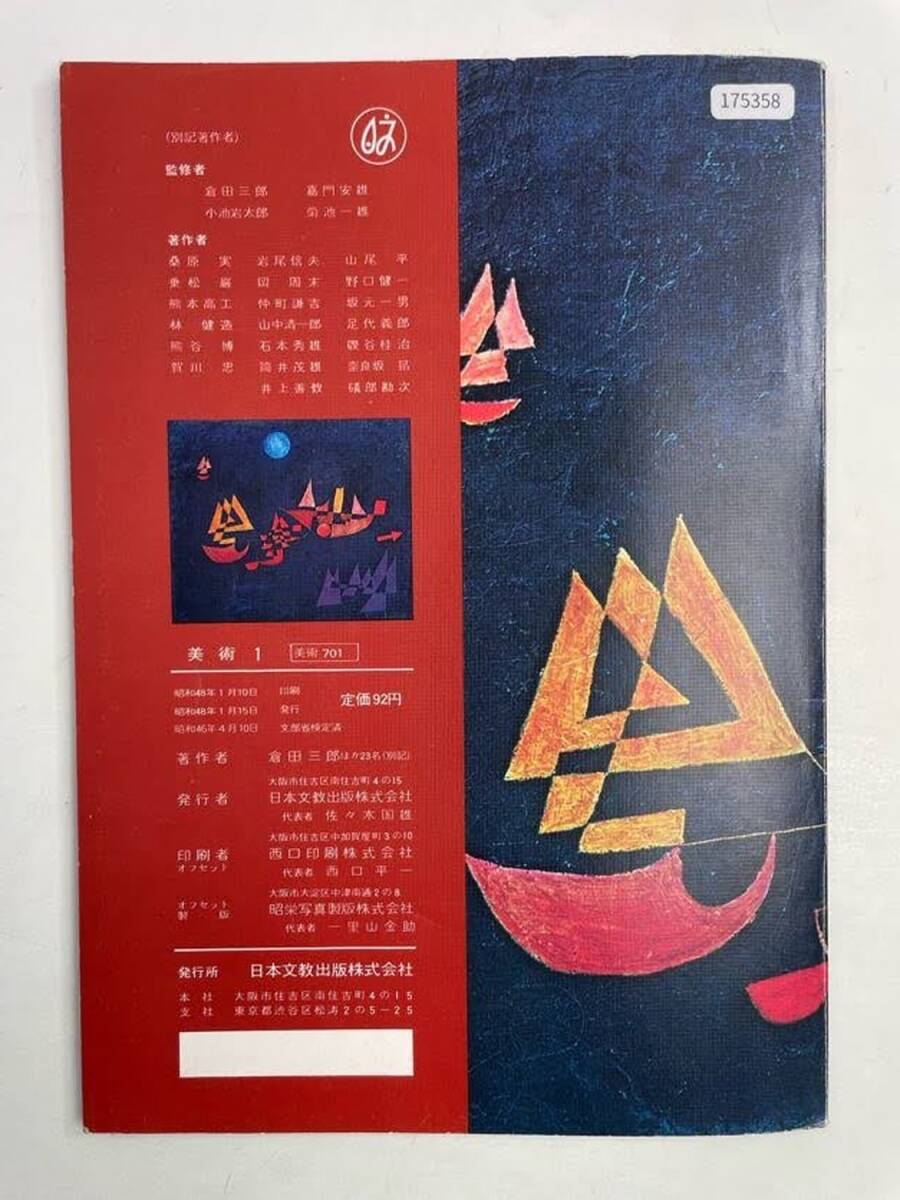 175358
(別記著作者)
監修者
倉田三郎 嘉門安雄
小池岩太郎 菊池一雄
著作者
桑原実 岩尾信夫 山尾平
乗松巌 留周末 野口健一
熊本高工 仲町謙吉 坂元一男
林健造 山中清一郎 足代義郎
熊谷博 石本秀雄 磯谷桂治
賀川忠 筒井茂雄 奈良坂
井上善教 礒部勘次
美術 1 美術 701
昭和48年1月10日 印刷
昭和48年1月15日 発行
定価92円
昭和46年4月10日 文部省検定済
著作者 倉田三郎ほか23名(別記)
大阪市住吉区南住吉町4の15
発行者 日本文教出版株式会社
代表者 佐々木国雄
大阪市住吉区中加賀屋町3の10
印刷者 西口印刷株式会社
オフセット 代表者 西口平一
大阪市大淀区中津南通2の8
オフセット製版 昭栄写真製版株式会社
代表者 一里山金助
発行所 日本文教出版株式会社
本社 大阪市住吉区南住吉町4の15
支社 東京都渋谷区松涛2の5-25